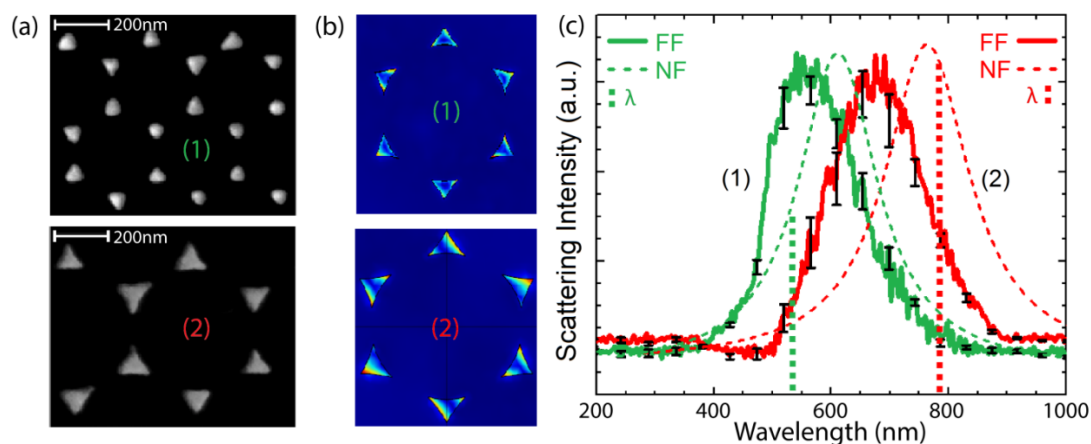 (a)
200nm
(1)
200nm
(2)
(b)
(1)
(2)
(c)
Scattering Intensity (a.u.)
FF
NF
λ
FF
NF
λ
(1)
(2)
200 400 600 800 1000
Wavelength (nm)